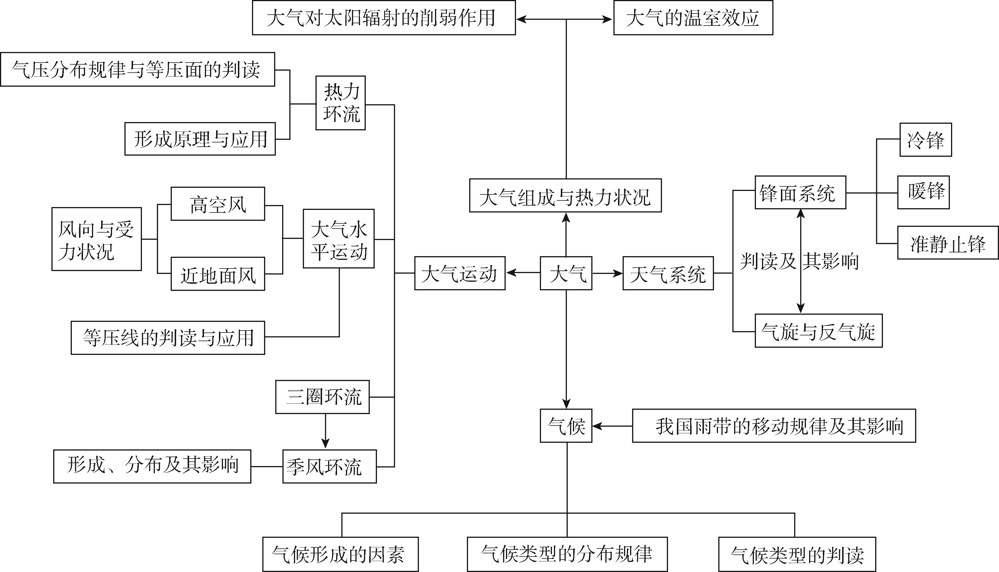 大气对太阳辐射的削弱作用
大气的温室效应
气压分布规律与等压面的判读
热力
环流
形成原理与应用
冷锋
大气组成与热力状况
锋面系统
暖锋
高空风
风向与受
力状况
大气水
平运动
准静止锋
判读及其影响
近地面风
大气运动
大气
天气系统
等压线的判读与应用
气旋与反气旋
三圈环流
气候
我国雨带的移动规律及其影响
形成、分布及其影响
季风环流
气候形成的因素
气候类型的分布规律
气候类型的判读